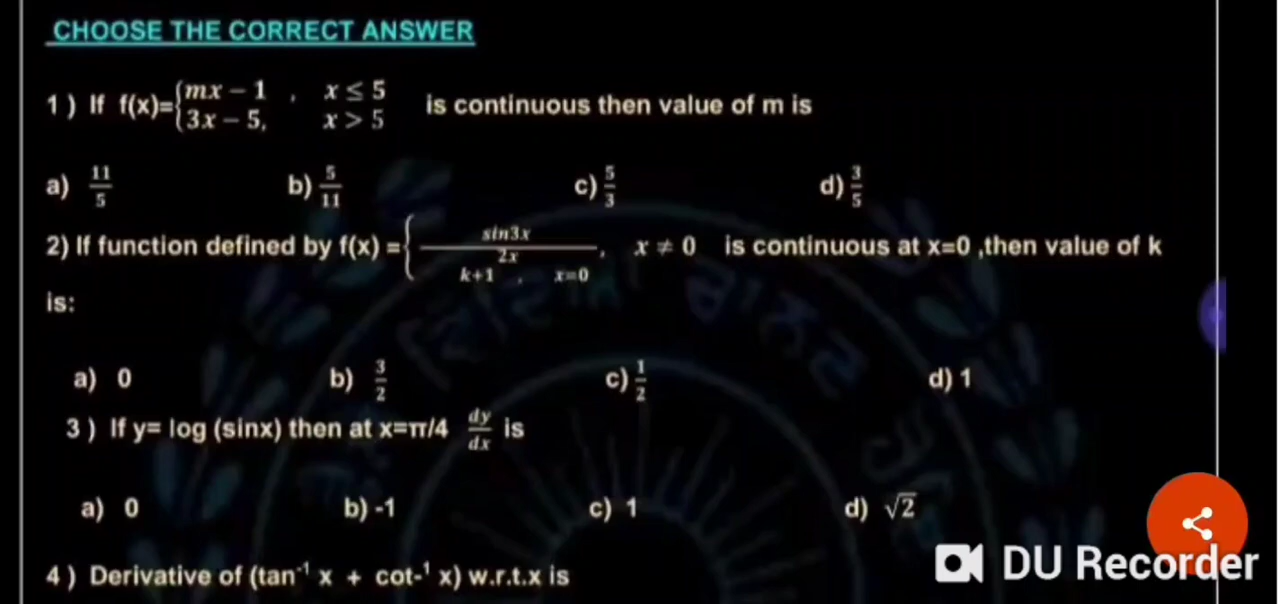 CHOOSE THE CORRECT ANSWER
1 ) If f(x)={mx − 1 , x ≤ 5
3x − 5, x > 5 is continuous then value of m is
a) 11/5 b) 5/11 c) 5/3 d) 3/5
2) If function defined by f(x) ={ sin3x/2x , x ≠ 0 is continuous at x=0 ,then value of k
k+1 , x=0
is:
a) 0 b) 3/2 c) 1/2 d) 1
3 ) If y= log (sinx) then at x=π/4 dy/dx is
a) 0 b) -1 c) 1 d) √2
4 ) Derivative of (tan⁻¹ x + cot-¹ x) w.r.t.x is
DU Recorder